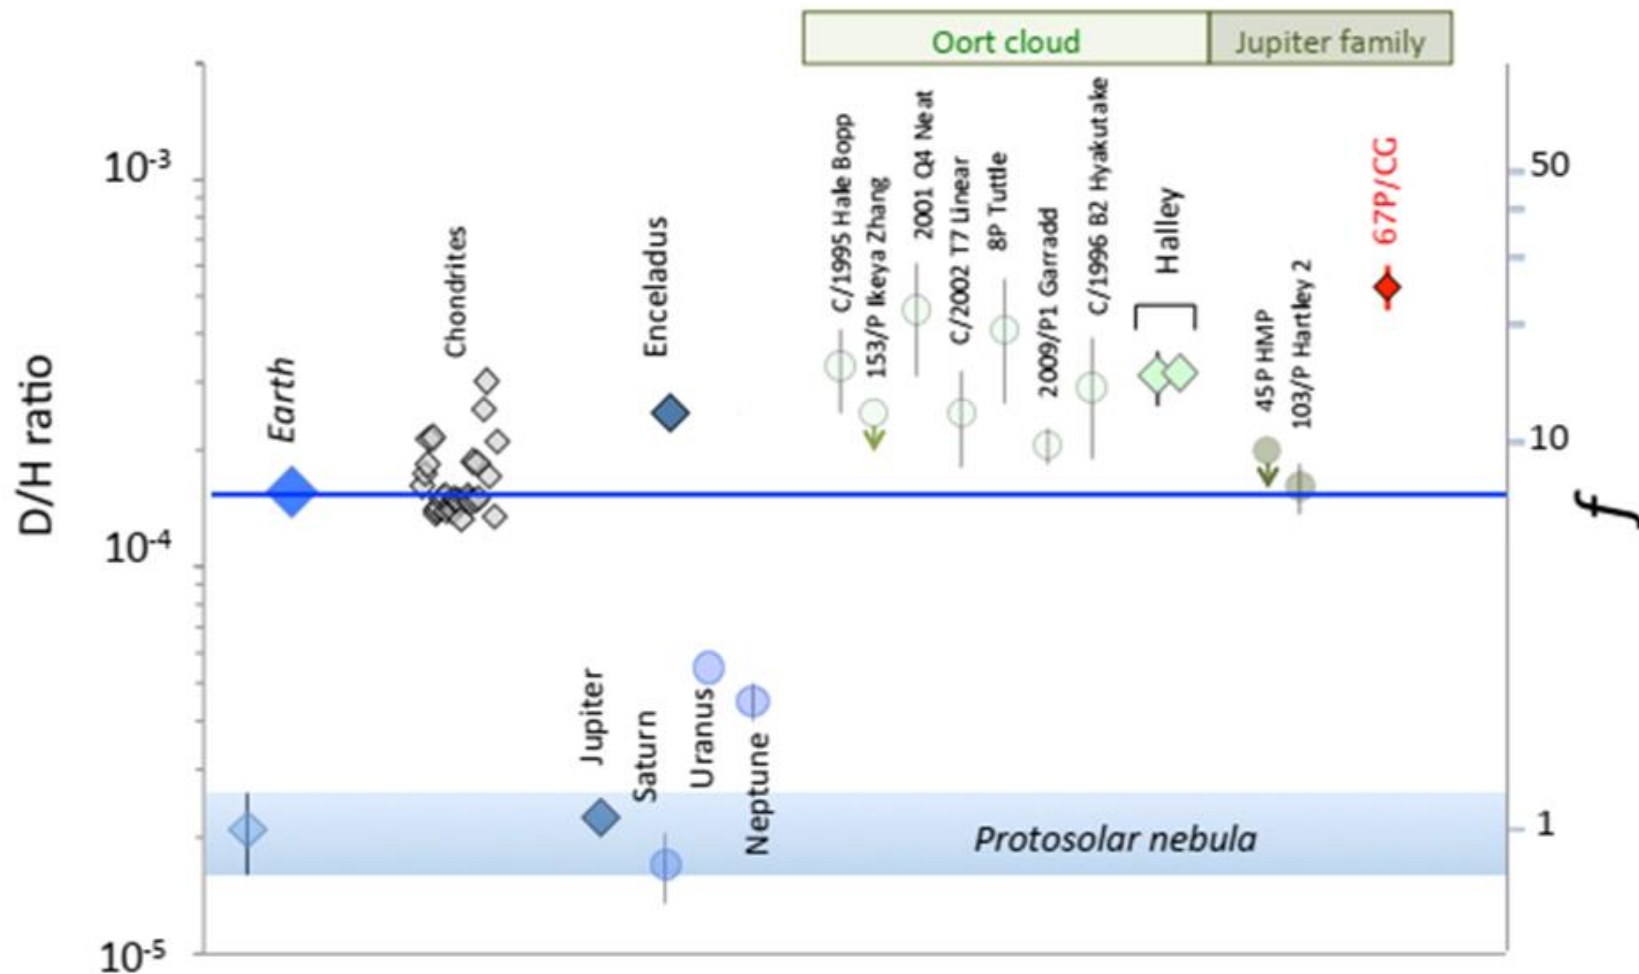 Oort cloud
Jupiter family
D/H ratio
10-3
10-4
10-5
Earth
Chondrites
Enceladus
C/1995 Hale Bopp
153/P Ikeya Zhang
2001 Q4 Neat
C/2002 T7 Linear
8P Tuttle
2009/P1 Garradd
C/1996 B2 Hyakutake
Halley
45P HMP
103/P Hartley 2
67P/CG
50
10
1
f
Jupiter
Saturn
Uranus
Neptune
Protosolar nebula